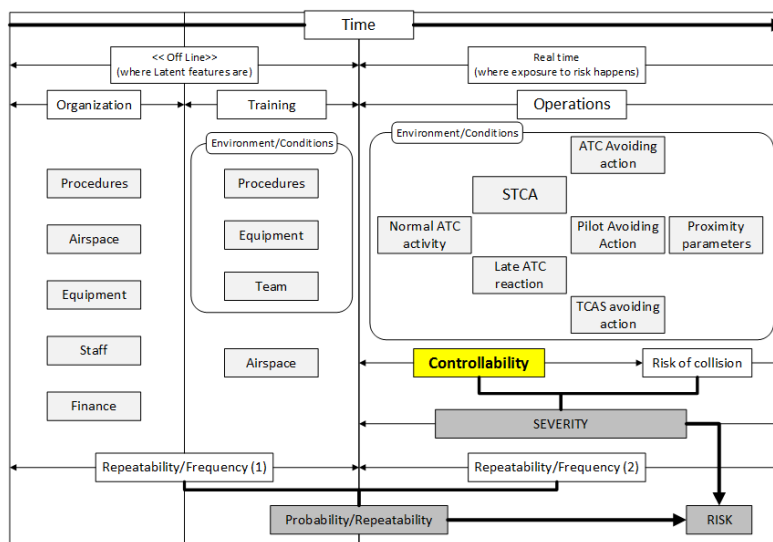 Time
<< Off Line>>
(where Latent features are)
Real time
(where exposure to risk happens)
Organization
Training
Operations
Environment/Conditions
Environment/Conditions
ATC Avoiding
action
Procedures
Procedures
STCA
Airspace
Equipment
Normal ATC
activity
Pilot Avoiding
Action
Proximity
parameters
Equipment
Team
Late ATC
reaction
TCAS avoiding
action
Staff
Airspace
Controllability
Risk of collision
Finance
SEVERITY
Repeatability/Frequency (1)
Repeatability/Frequency (2)
Probability/Repeatability
RISK